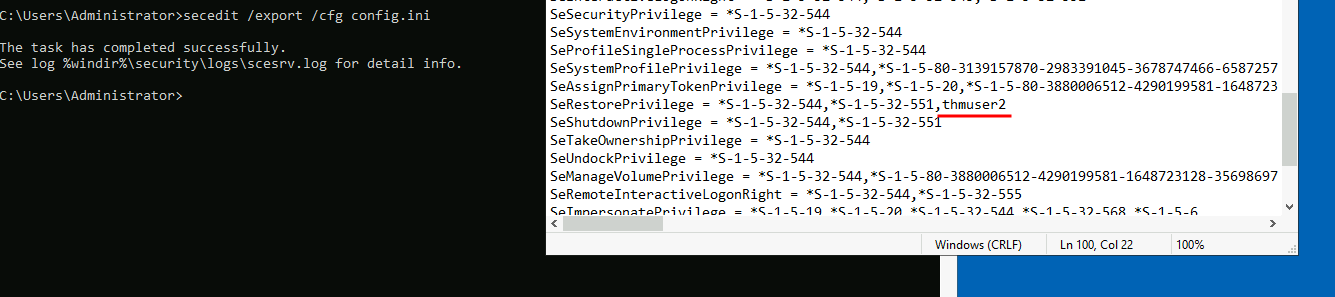 C:\Users\Administrator>secedit /export /cfg config.ini
The task has completed successfully.
See log %windir%\security\logs\scesrv.log for detail info.
C:\Users\Administrator>
SeSecurityPrivilege = *S-1-5-32-544
SeSystemEnvironmentPrivilege = *S-1-5-32-544
SeProfileSingleProcessPrivilege = *S-1-5-32-544
SeSystemProfilePrivilege = *S-1-5-32-544,*S-1-5-80-3139157870-2983391045-3678747466-6587257
SeAssignPrimaryTokenPrivilege = *S-1-5-19,*S-1-5-20,*S-1-5-80-3880006512-4290199581-1648723
SeRestorePrivilege = *S-1-5-32-544,*S-1-5-32-551,thmuser2
SeShutdownPrivilege = *S-1-5-32-544,*S-1-5-32-551
SeTakeOwnershipPrivilege = *S-1-5-32-544
SeUndockPrivilege = *S-1-5-32-544
SeManageVolumePrivilege = *S-1-5-32-544,*S-1-5-80-3880006512-4290199581-1648723128-35698697
SeRemoteInteractiveLogonRight = *S-1-5-32-544,*S-1-5-32-555
SeImpersonatePrivilege = *S-1-5-19,*S-1-5-20,*S-1-5-32-544,*S-1-5-32-568,*S-1-5-6
Windows (CRLF)
Ln 100, Col 22
100%